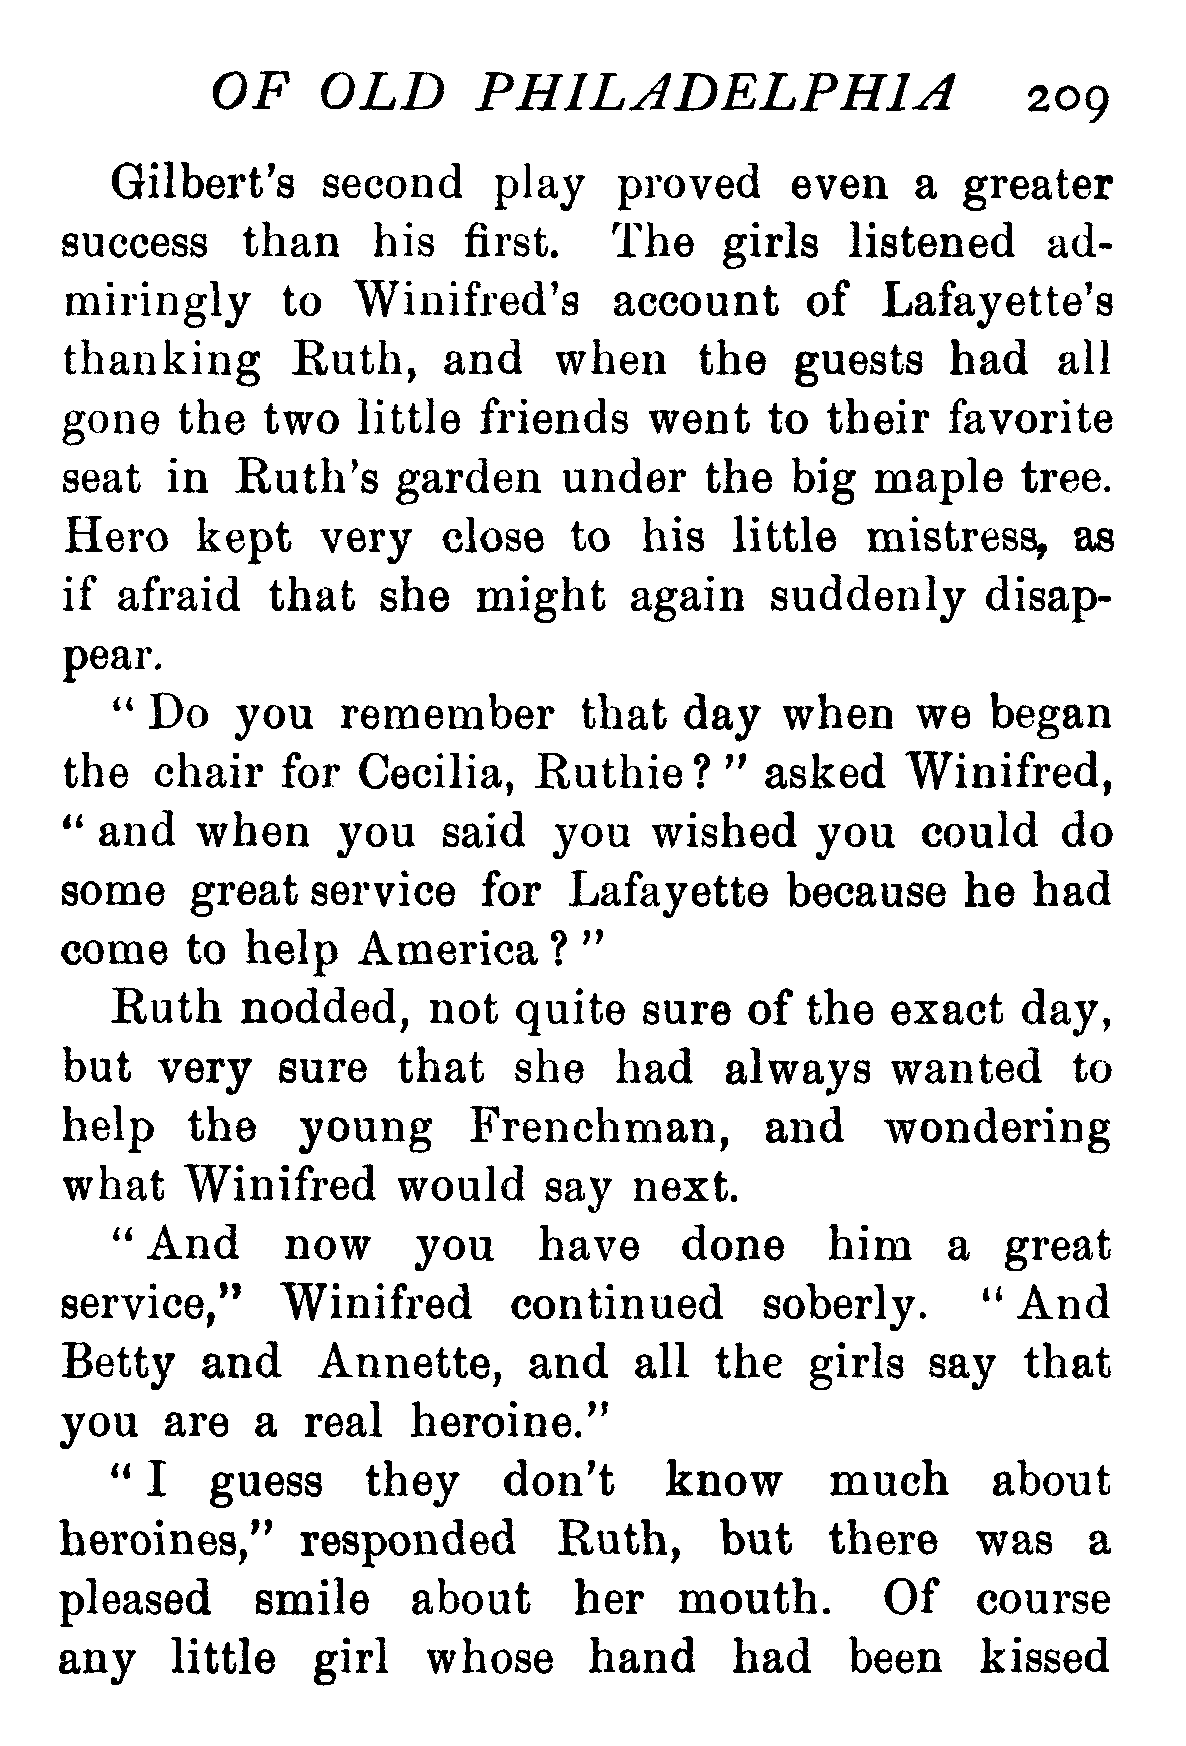 OF OLD PHILADELPHIA 209
Gilbert's second play proved even a greater
success than his first. The girls listened ad-
miringly to Winifred's account of Lafayette's
thanking Ruth, and when the guests had all
gone the two little friends went to their favorite
seat in Ruth's garden under the big maple tree.
Hero kept very close to his little mistress, as
if afraid that she might again suddenly disap-
pear.
“ Do you remember that day when we began
the chair for Cecilia, Ruthie ? ” asked Winifred,
“ and when you said you wished you could do
some great service for Lafayette because he had
come to help America ? ”
Ruth nodded, not quite sure of the exact day,
but very sure that she had always wanted to
help the young Frenchman, and wondering
what Winifred would say next.
“ And now you have done him a great
service,” Winifred continued soberly. “ And
Betty and Annette, and all the girls say that
you are a real heroine.”
“ I guess they don't know much about
heroines,” responded Ruth, but there was a
pleased smile about her mouth. Of course
any little girl whose hand had been kissed